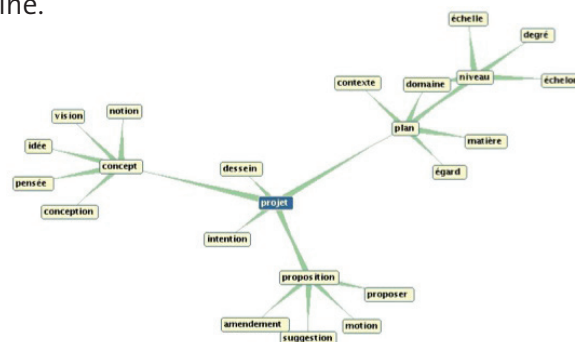 ine.
échelle
degré
contexte
domaine
niveau
échelon
vision
notion
plan
idée
matière
concept
dessein
égard
pensée
projet
conception
intention
proposition
proposer
amendement
motion
suggestion